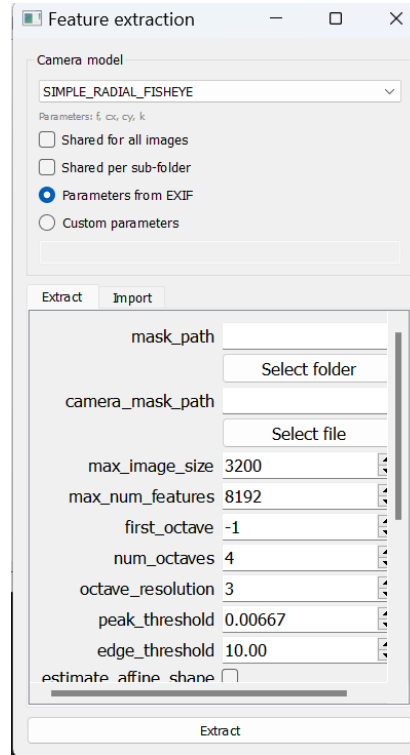 Feature extraction
Camera model
SIMPLE_RADIAL_FISHEYE
Parameters: f, cx, cy, k
Shared for all images
Shared per sub-folder
Parameters from EXIF
Custom parameters
Extract Import
mask_path
Select folder
camera_mask_path
Select file
max_image_size 3200
max_num_features 8192
first_octave -1
num_octaves 4
octave_resolution 3
peak_threshold 0.00667
edge_threshold 10.00
estimate_affine_shape
Extract